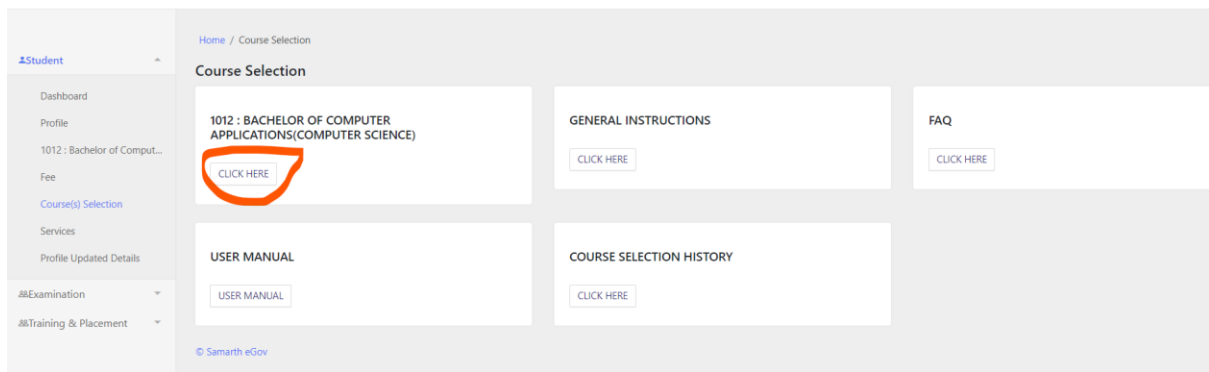 Student
Dashboard
Profile
1012 : Bachelor of Comput...
Fee
Course(s) Selection
Services
Profile Updated Details
Examination
Training & Placement
Home / Course Selection
Course Selection
1012 : BACHELOR OF COMPUTER
APPLICATIONS(COMPUTER SCIENCE)
CLICK HERE
GENERAL INSTRUCTIONS
CLICK HERE
FAQ
CLICK HERE
USER MANUAL
USER MANUAL
COURSE SELECTION HISTORY
CLICK HERE
© Samarth eGov